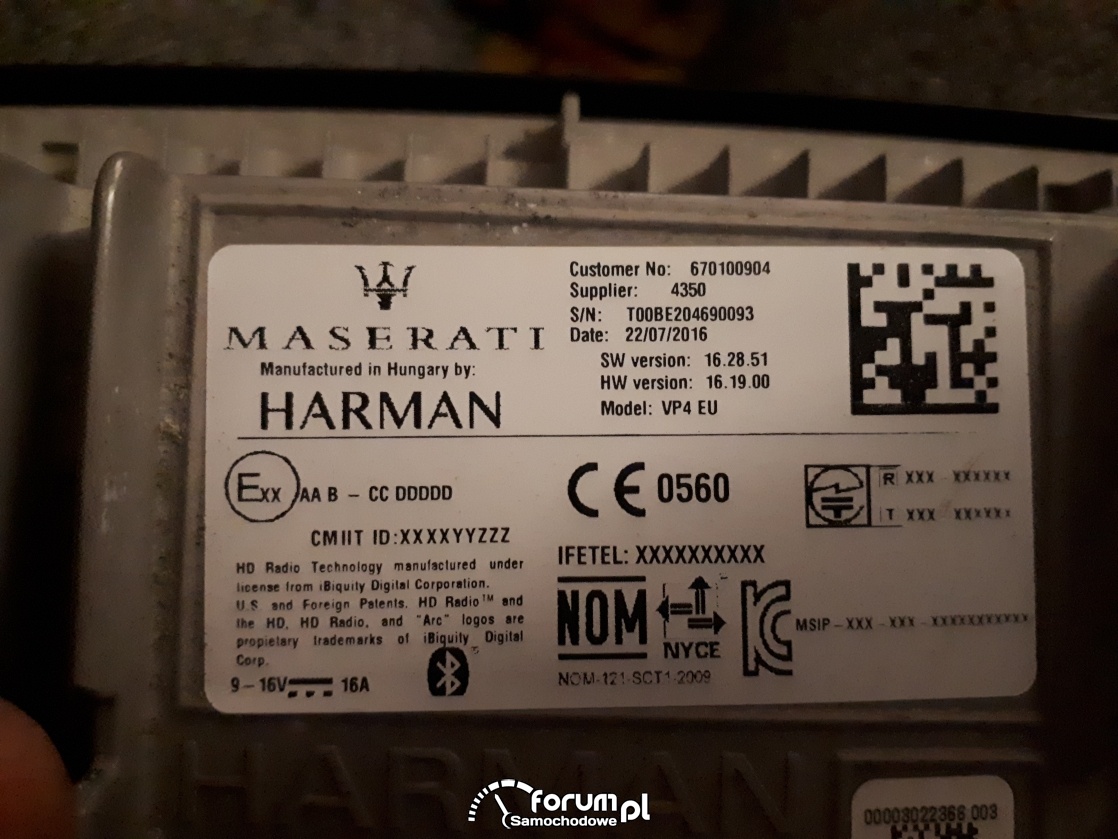 MASERATI
Manufactured in Hungary by:
HARMAN
Customer No: 670100904
Supplier: 4350
S/N: T00BE204690093
Date: 22/07/2016
SW version: 16.28.51
HW version: 16.19.00
Model: VP4 EU
Exx AA B - CC DDDDD
CMIIT ID:XXXXYYZZZ
HD Radio Technology manufactured under
license from iBiquity Digital Corporation.
U.S and Foreign Patents. HD Radio™ and
the HD, HD Radio, and "Arc" logos are
propietary trademarks of iBiquity Digital
Corp.
9-16V 16A
CE 0560
R XXX - XXXXXX
T XXX - XXXXXX
IFETEL: XXXXXXXXXX
NOM
NYCE
NOM-121-SCT1-2009
MSIP-XXX-XXX-XXXXXXXXXXX
HARMAN
00003022366 003
forum.pl
Samochodowe